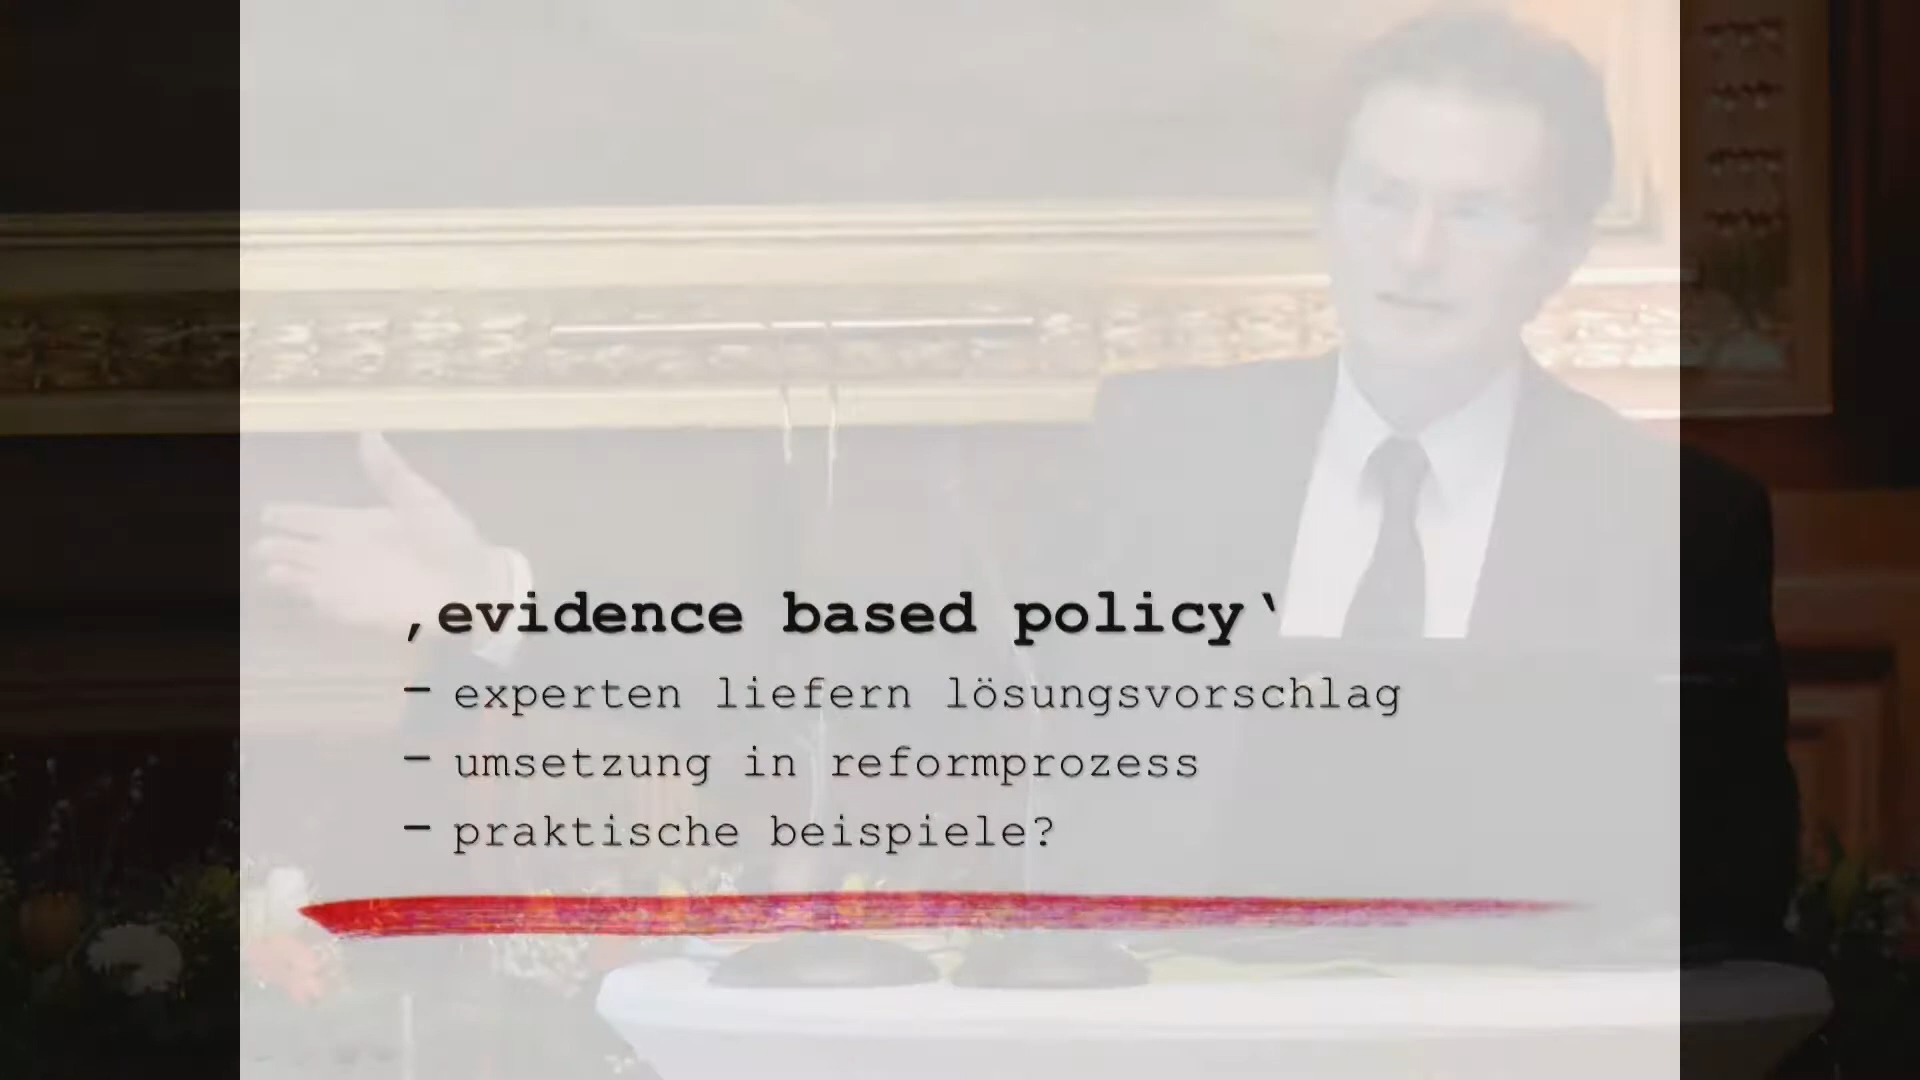 ‚evidence based policy‘
– experten liefern lösungsvorschlag
– umsetzung in reformprozess
– praktische beispiele?